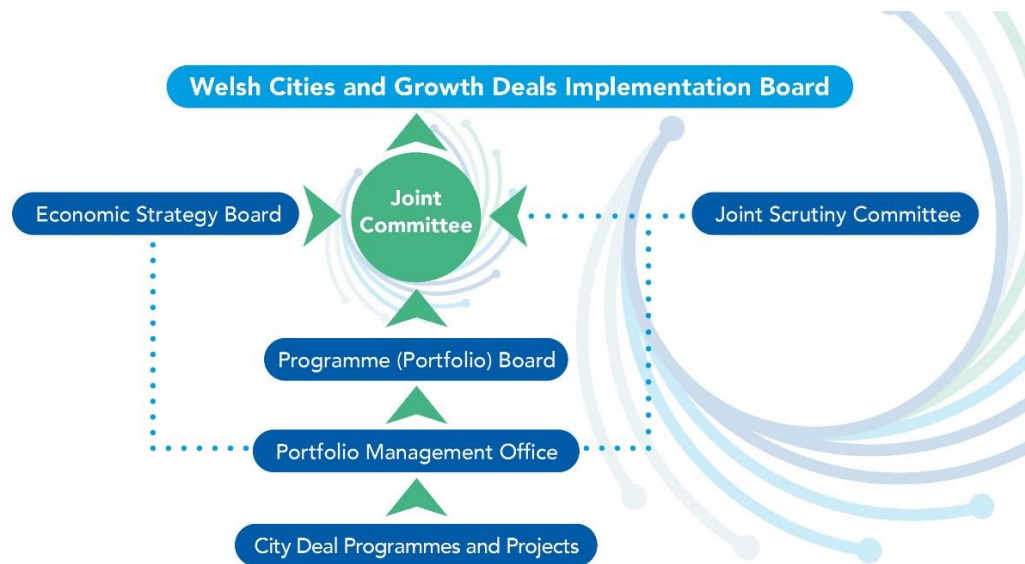 Welsh Cities and Growth Deals Implementation Board
Economic Strategy Board
Joint
Committee
Joint Scrutiny Committee
Programme (Portfolio) Board
Portfolio Management Office
City Deal Programmes and Projects